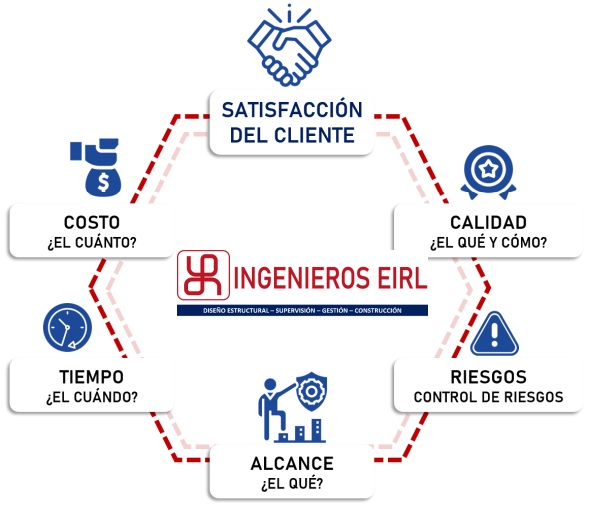 SATISFACCIÓN
DEL CLIENTE
$
COSTO
¿EL CUÁNTO?
CALIDAD
¿EL QUÉ Y CÓMO?
INGENIEROS EIRL
DISEÑO ESTRUCTURAL – SUPERVISIÓN – GESTIÓN – CONSTRUCCIÓN
TIEMPO
¿EL CUÁNDO?
RIESGOS
CONTROL DE RIESGOS
ALCANCE
¿EL QUÉ?